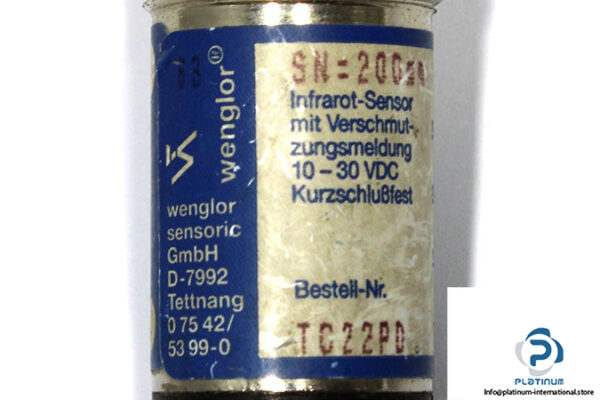 wenglor®
wenglor
sensoric
GmbH
D-7992
Tettnang
0 75 42/
53 99-0
SN=200
Infrarot-Sensor
mit Verschmut-
zungsmeldung
10 – 30 VDC
Kurzschlußfest
Bestell-Nr.
TC22PD
PLATINUM
info@platinum-international.store